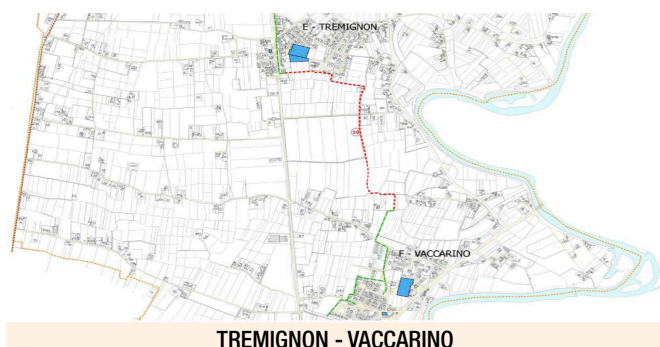 E - TREMIGNON
10
F - VACCARINO
TREMIGNON - VACCARINO